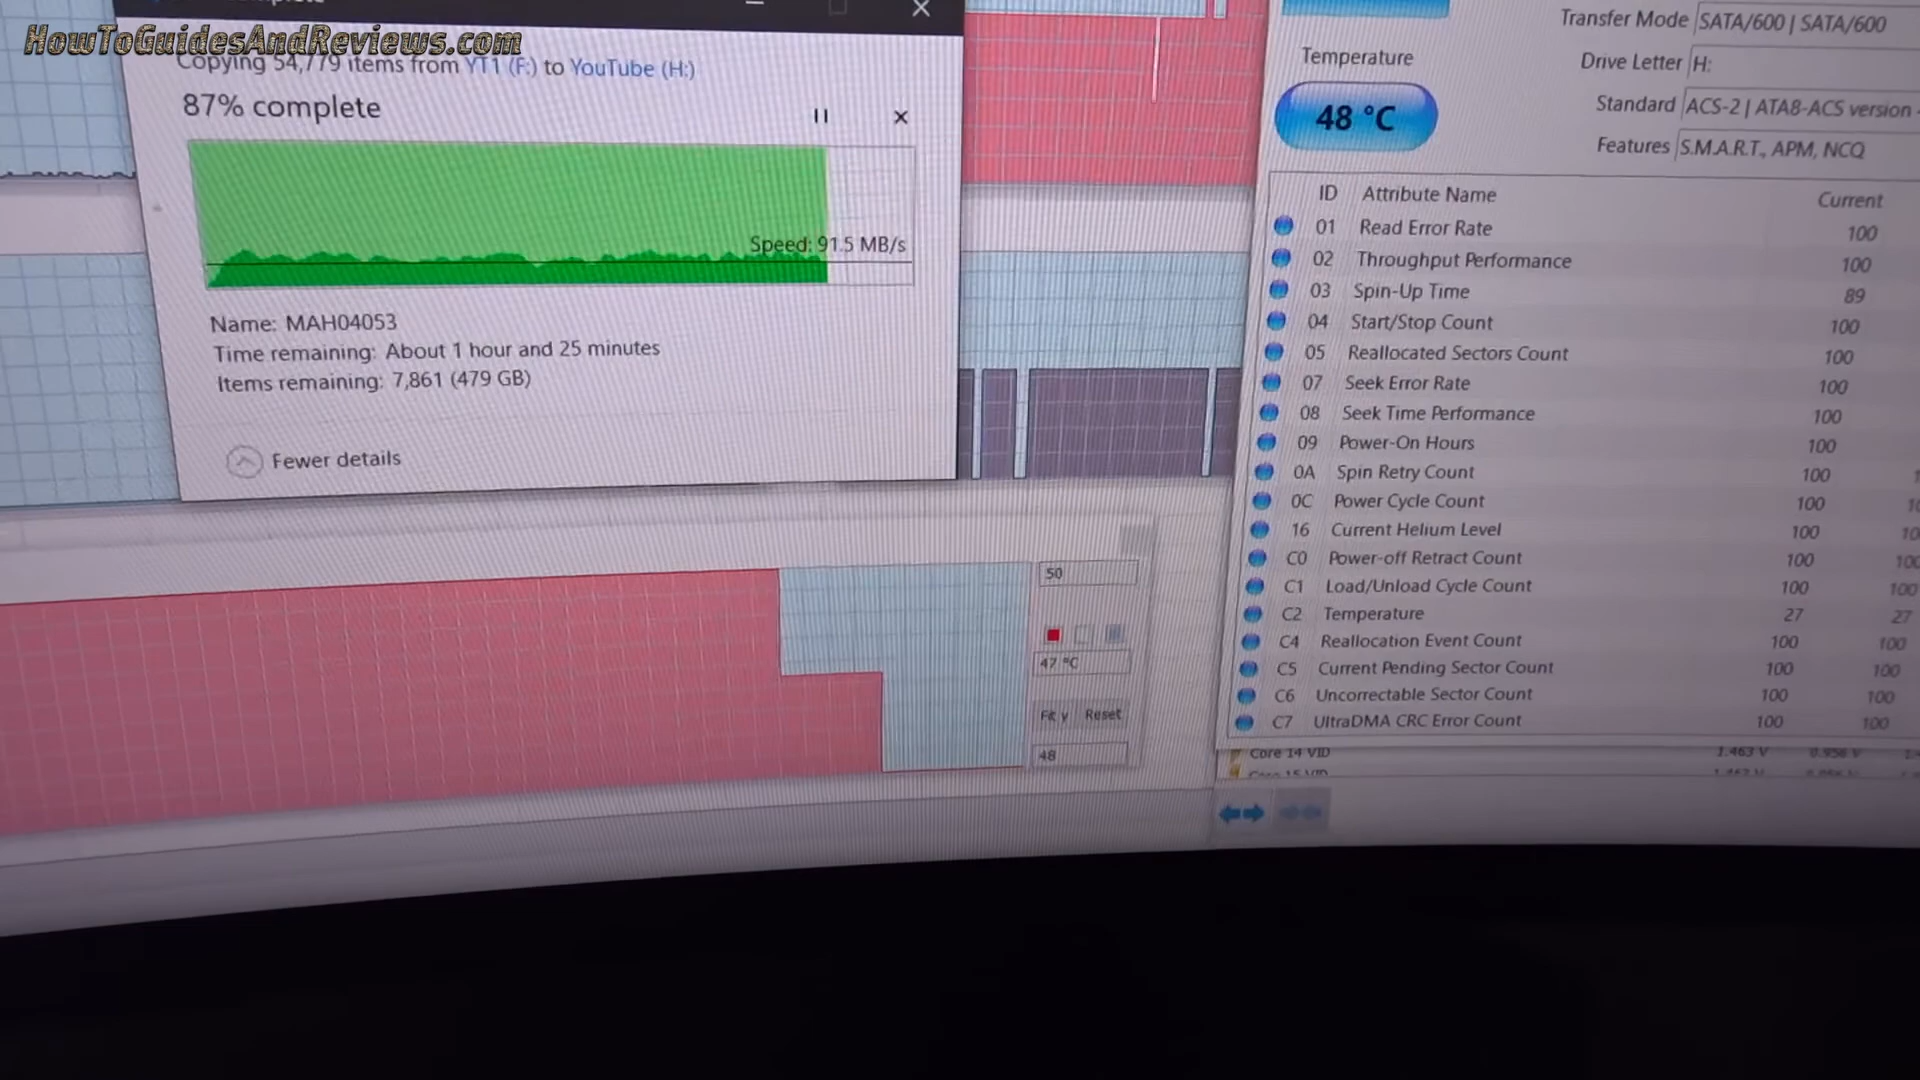 HowToGuidesAndReviews.com
Copying 54,779 items from YT1 (F:) to YouTube (H:)
87% complete
Speed: 91.5 MB/s
Name: MAH04053
Time remaining: About 1 hour and 25 minutes
Items remaining: 7,861 (479 GB)
Fewer details
50
47 °C
Fit y Reset
48
Transfer Mode SATA/600 | SATA/600
Temperature
Drive Letter H:
48 °C
Standard ACS-2 | ATA8-ACS version
Features S.M.A.R.T., APM, NCQ
ID Attribute Name Current
01 Read Error Rate 100
02 Throughput Performance 100
03 Spin-Up Time 89
04 Start/Stop Count 100
05 Reallocated Sectors Count 100
07 Seek Error Rate 100
08 Seek Time Performance 100
09 Power-On Hours 100
0A Spin Retry Count 100
0C Power Cycle Count 100
16 Current Helium Level 100
C0 Power-off Retract Count 100 100
C1 Load/Unload Cycle Count 100 100
C2 Temperature 27 27
C4 Reallocation Event Count 100 100
C5 Current Pending Sector Count 100 100
C6 Uncorrectable Sector Count 100 100
C7 UltraDMA CRC Error Count 100 100
Core 14 VID 1.463 V